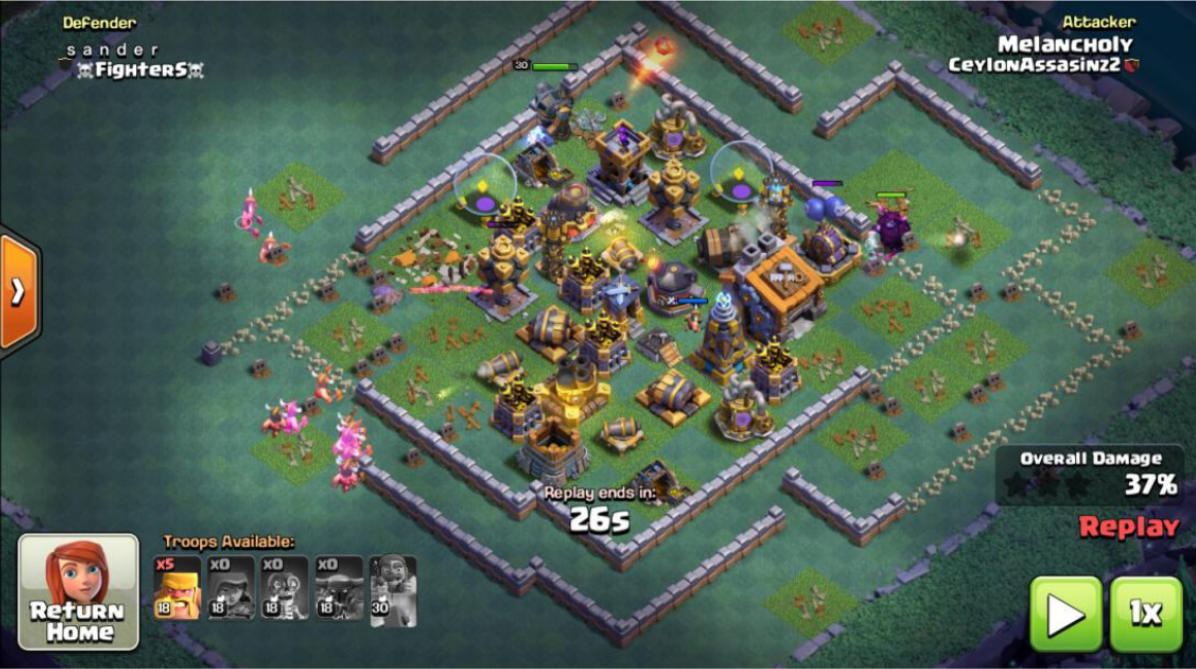 Defender
sander
☠Fighters☠
Attacker
Melancholy
CeylonAssasinz2
30
Replay ends in:
26s
Overall Damage
37%
Replay
Troops Available:
x5
x0
x0
x0
18
18
18
18
30
Return
Home
1x